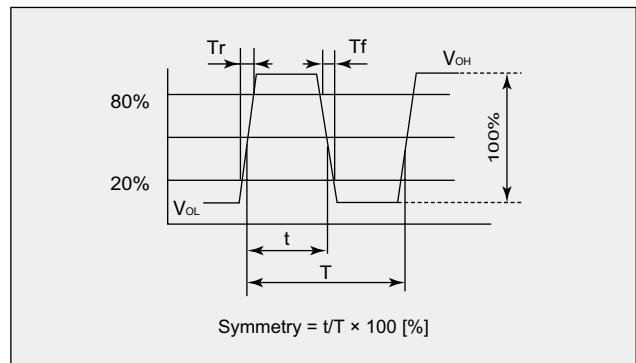 Tr
Tf
VOH
80%
100%
20%
VOL
t
T
Symmetry = t/T × 100 [%]